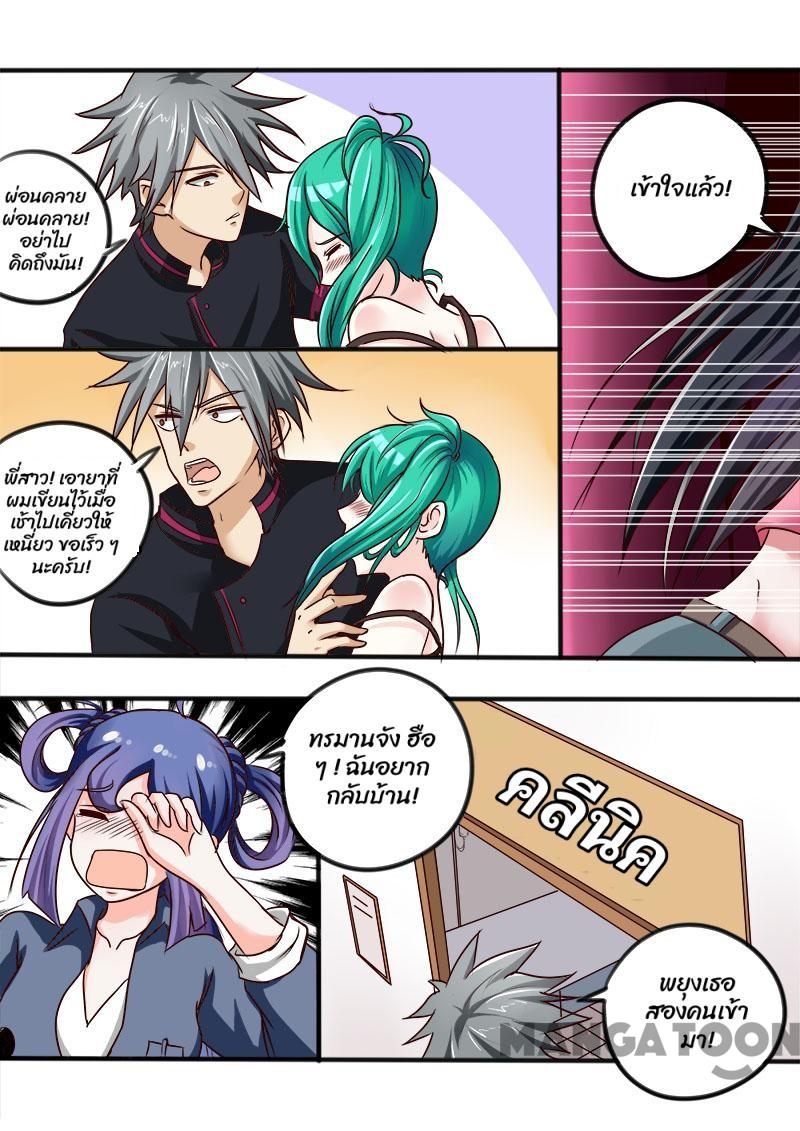 ผ่อนคลาย
ผ่อนคลาย!
อย่าไป
คิดถึงมัน!
เข้าใจแล้ว!
พี่สาว! เอายาที่
ผมเขียนไว้เมื่อ
เช้าไปเคี่ยวให้
เหนียว ขอเร็ว ๆ
นะครับ!
ทรมานจัง ฮือ
ๆ ! ฉันอยาก
กลับบ้าน!
คลีนิค
พยุงเธอ
สองคนเข้า
มา!
MANGATOON